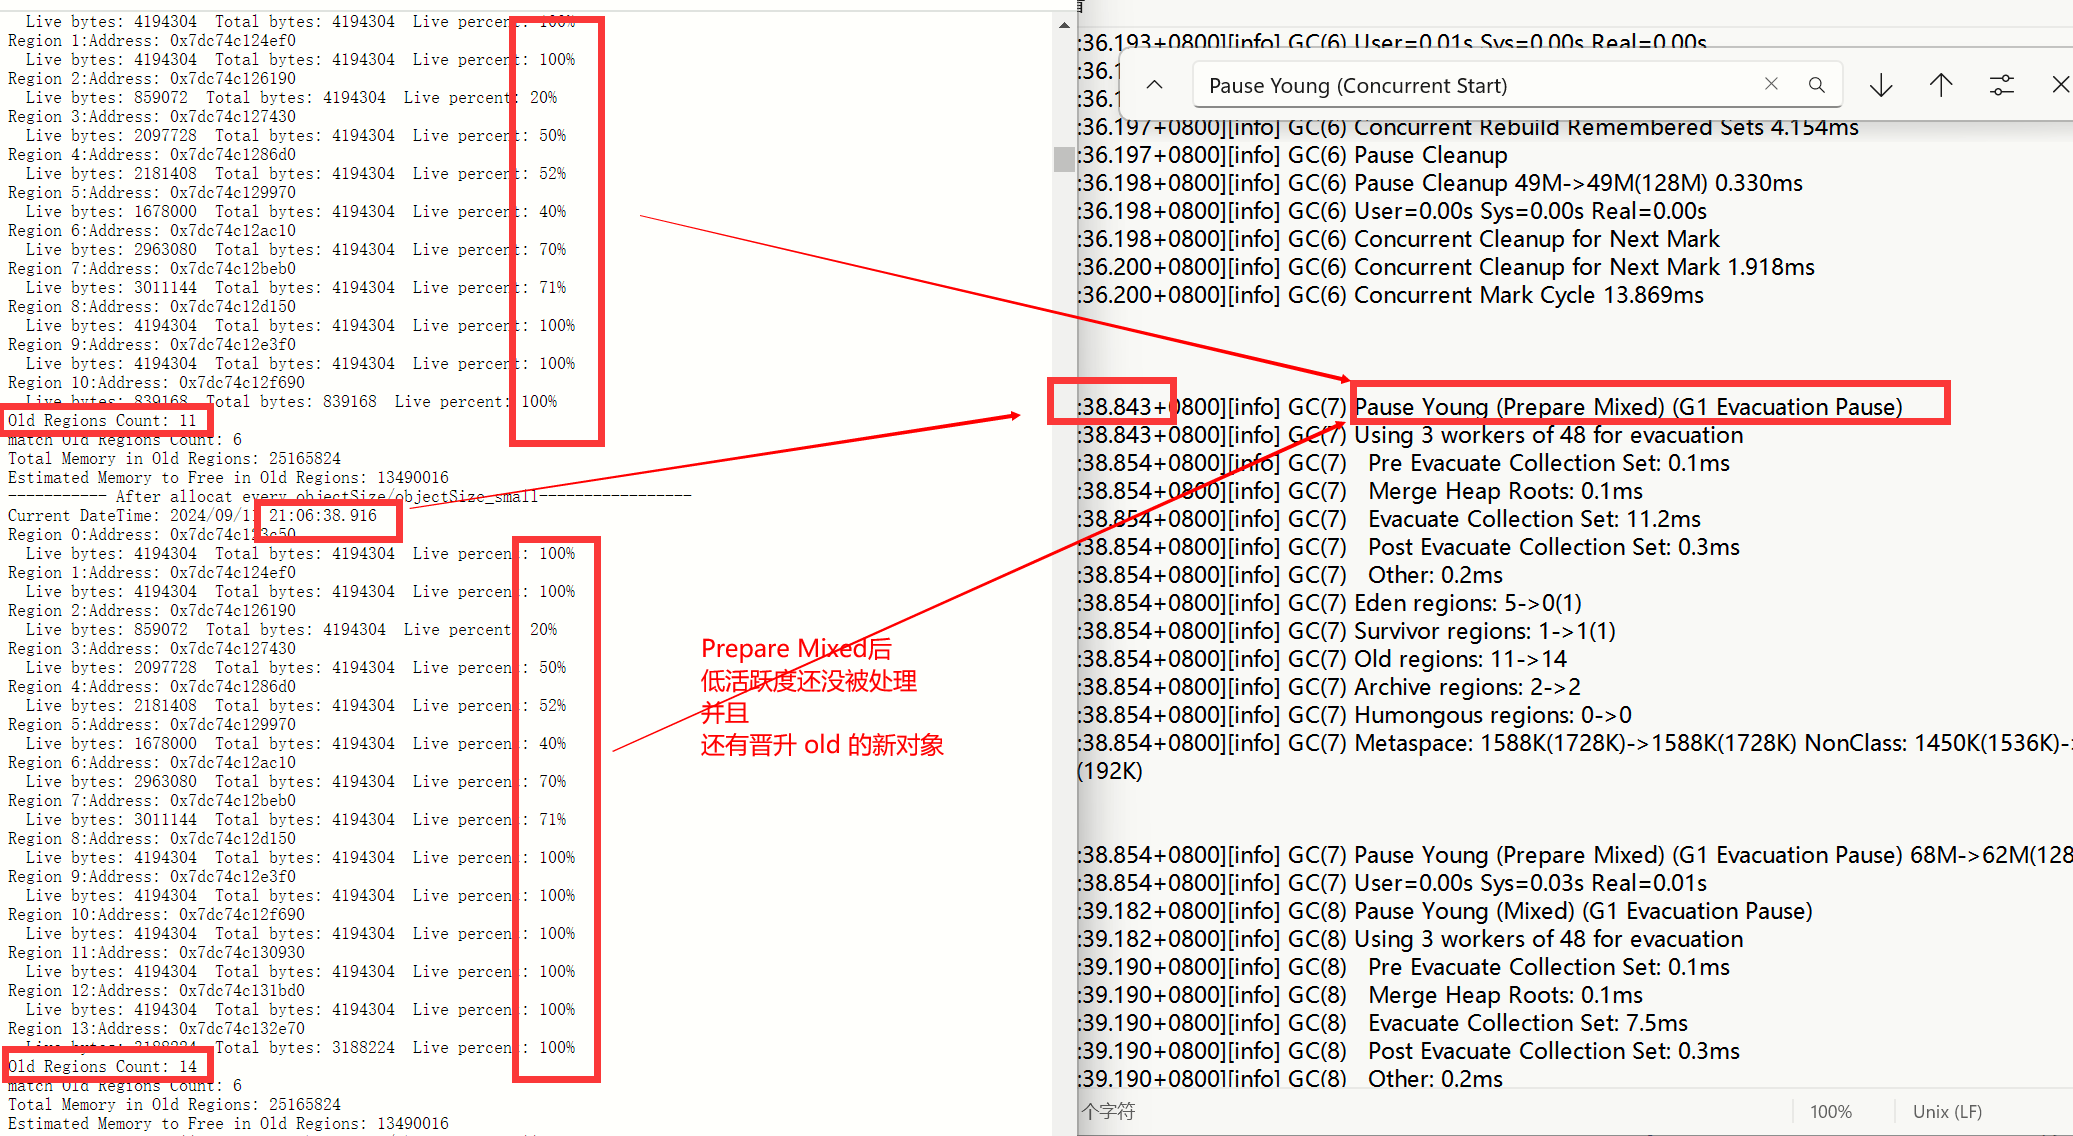 Live bytes: 4194304  Total bytes: 4194304  Live percent: 100%
Region 1:Address: 0x7dc74c124ef0
Live bytes: 4194304  Total bytes: 4194304  Live percent: 100%
Region 2:Address: 0x7dc74c126190
Live bytes: 859072  Total bytes: 4194304  Live percent: 20%
Region 3:Address: 0x7dc74c127430
Live bytes: 2097728  Total bytes: 4194304  Live percent: 50%
Region 4:Address: 0x7dc74c1286d0
Live bytes: 2181408  Total bytes: 4194304  Live percent: 52%
Region 5:Address: 0x7dc74c129970
Live bytes: 1678000  Total bytes: 4194304  Live percent: 40%
Region 6:Address: 0x7dc74c12ac10
Live bytes: 2963080  Total bytes: 4194304  Live percent: 70%
Region 7:Address: 0x7dc74c12beb0
Live bytes: 3011144  Total bytes: 4194304  Live percent: 71%
Region 8:Address: 0x7dc74c12d150
Live bytes: 4194304  Total bytes: 4194304  Live percent: 100%
Region 9:Address: 0x7dc74c12e3f0
Live bytes: 4194304  Total bytes: 4194304  Live percent: 100%
Region 10:Address: 0x7dc74c12f690
Live bytes: 839168  Total bytes: 839168  Live percent: 100%
Old Regions Count: 11
match Old Regions Count: 6
Total Memory in Old Regions: 25165824
Estimated Memory to Free in Old Regions: 13490016
----------- After allocat every objectSize/objectSize_small-----------------
Current DateTime: 2024/09/11 21:06:38.916
Region 0:Address: 0x7dc74c123c50
Live bytes: 4194304  Total bytes: 4194304  Live percent: 100%
Region 1:Address: 0x7dc74c124ef0
Live bytes: 4194304  Total bytes: 4194304  Live percent: 100%
Region 2:Address: 0x7dc74c126190
Live bytes: 859072  Total bytes: 4194304  Live percent: 20%
Region 3:Address: 0x7dc74c127430
Live bytes: 2097728  Total bytes: 4194304  Live percent: 50%
Region 4:Address: 0x7dc74c1286d0
Live bytes: 2181408  Total bytes: 4194304  Live percent: 52%
Region 5:Address: 0x7dc74c129970
Live bytes: 1678000  Total bytes: 4194304  Live percent: 40%
Region 6:Address: 0x7dc74c12ac10
Live bytes: 2963080  Total bytes: 4194304  Live percent: 70%
Region 7:Address: 0x7dc74c12beb0
Live bytes: 3011144  Total bytes: 4194304  Live percent: 71%
Region 8:Address: 0x7dc74c12d150
Live bytes: 4194304  Total bytes: 4194304  Live percent: 100%
Region 9:Address: 0x7dc74c12e3f0
Live bytes: 4194304  Total bytes: 4194304  Live percent: 100%
Region 10:Address: 0x7dc74c12f690
Live bytes: 4194304  Total bytes: 4194304  Live percent: 100%
Region 11:Address: 0x7dc74c130930
Live bytes: 4194304  Total bytes: 4194304  Live percent: 100%
Region 12:Address: 0x7dc74c131bd0
Live bytes: 4194304  Total bytes: 4194304  Live percent: 100%
Region 13:Address: 0x7dc74c132e70
Live bytes: 3188224  Total bytes: 3188224  Live percent: 100%
Old Regions Count: 14
match Old Regions Count: 6
Total Memory in Old Regions: 25165824
Estimated Memory to Free in Old Regions: 13490016
Prepare Mixed后
低活跃度还没被处理
并且
还有晋升 old 的新对象
:36.193+0800][info] GC(6) User=0.01s Sys=0.00s Real=0.00s
:36.1
:36.1
Pause Young (Concurrent Start)
:36.197+0800][info] GC(6) Concurrent Rebuild Remembered Sets 4.154ms
:36.197+0800][info] GC(6) Pause Cleanup
:36.198+0800][info] GC(6) Pause Cleanup 49M->49M(128M) 0.330ms
:36.198+0800][info] GC(6) User=0.00s Sys=0.00s Real=0.00s
:36.198+0800][info] GC(6) Concurrent Cleanup for Next Mark
:36.200+0800][info] GC(6) Concurrent Cleanup for Next Mark 1.918ms
:36.200+0800][info] GC(6) Concurrent Mark Cycle 13.869ms
:38.843+0800][info] GC(7) Pause Young (Prepare Mixed) (G1 Evacuation Pause)
:38.843+0800][info] GC(7) Using 3 workers of 48 for evacuation
:38.854+0800][info] GC(7)   Pre Evacuate Collection Set: 0.1ms
:38.854+0800][info] GC(7)   Merge Heap Roots: 0.1ms
:38.854+0800][info] GC(7)   Evacuate Collection Set: 11.2ms
:38.854+0800][info] GC(7)   Post Evacuate Collection Set: 0.3ms
:38.854+0800][info] GC(7)   Other: 0.2ms
:38.854+0800][info] GC(7) Eden regions: 5->0(1)
:38.854+0800][info] GC(7) Survivor regions: 1->1(1)
:38.854+0800][info] GC(7) Old regions: 11->14
:38.854+0800][info] GC(7) Archive regions: 2->2
:38.854+0800][info] GC(7) Humongous regions: 0->0
:38.854+0800][info] GC(7) Metaspace: 1588K(1728K)->1588K(1728K) NonClass: 1450K(1536K)-
(192K)
:38.854+0800][info] GC(7) Pause Young (Prepare Mixed) (G1 Evacuation Pause) 68M->62M(128
:38.854+0800][info] GC(7) User=0.00s Sys=0.03s Real=0.01s
:39.182+0800][info] GC(8) Pause Young (Mixed) (G1 Evacuation Pause)
:39.182+0800][info] GC(8) Using 3 workers of 48 for evacuation
:39.190+0800][info] GC(8)   Pre Evacuate Collection Set: 0.1ms
:39.190+0800][info] GC(8)   Merge Heap Roots: 0.1ms
:39.190+0800][info] GC(8)   Evacuate Collection Set: 7.5ms
:39.190+0800][info] GC(8)   Post Evacuate Collection Set: 0.3ms
:39.190+0800][info] GC(8)   Other: 0.2ms
个字符
100%
Unix (LF)